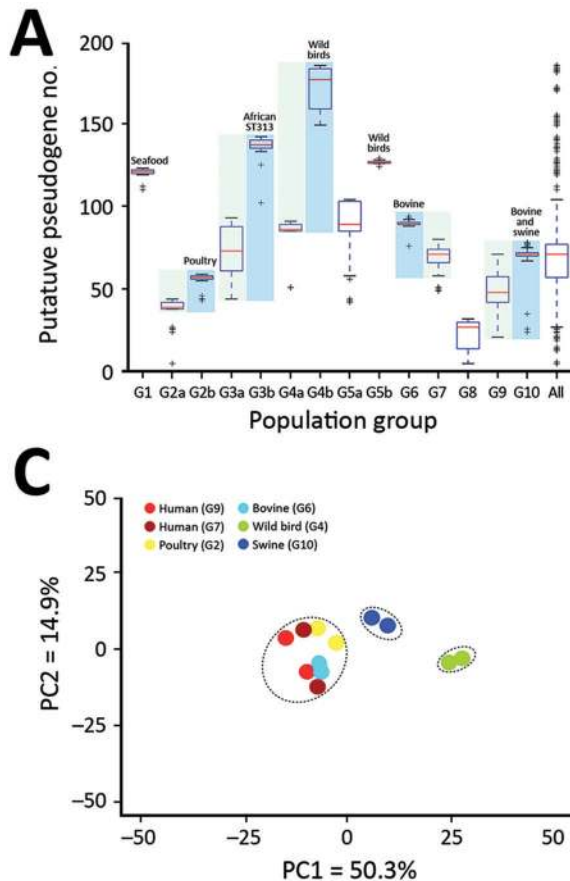 A
Putative pseudogene no.
200
150
100
50
0
Seafood
Poultry
African
ST313
Wild
birds
Wild
birds
Bovine
Bovine
and
swine
G1 G2a G2b G3a G3b G4a G4b G5a G5b G6 G7 G8 G9 G10 All
Population group
C
PC2 = 14.9%
50
25
0
−25
−50
Human (G9) Bovine (G6)
Human (G7) Wild bird (G4)
Poultry (G2) Swine (G10)
−50 −25 0 25 50
PC1 = 50.3%